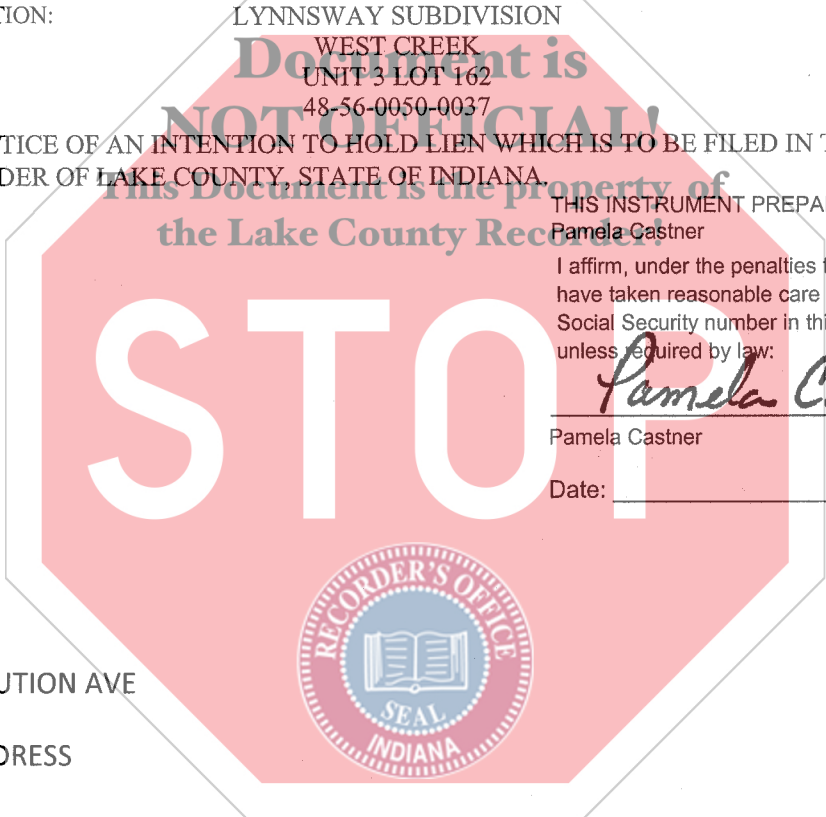 TION: LYNNSWAY SUBDIVISION
WEST CREEK
Document is
UNIT 3 LOT 162
48-56-0050-0037
NOT OFFICIAL!
TICE OF AN INTENTION TO HOLD LIEN WHICH IS TO BE FILED IN T
DER OF LAKE COUNTY, STATE OF INDIANA.
This Document is the property of
the Lake County Recorder!
THIS INSTRUMENT PREPA
Pamela Castner
I affirm, under the penalties
have taken reasonable care
Social Security number in thi
unless required by law:
Pamela C
Pamela Castner
Date:
STOP
RECORDER'S OFFICE
SEAL
INDIANA
UTION AVE
DRESS